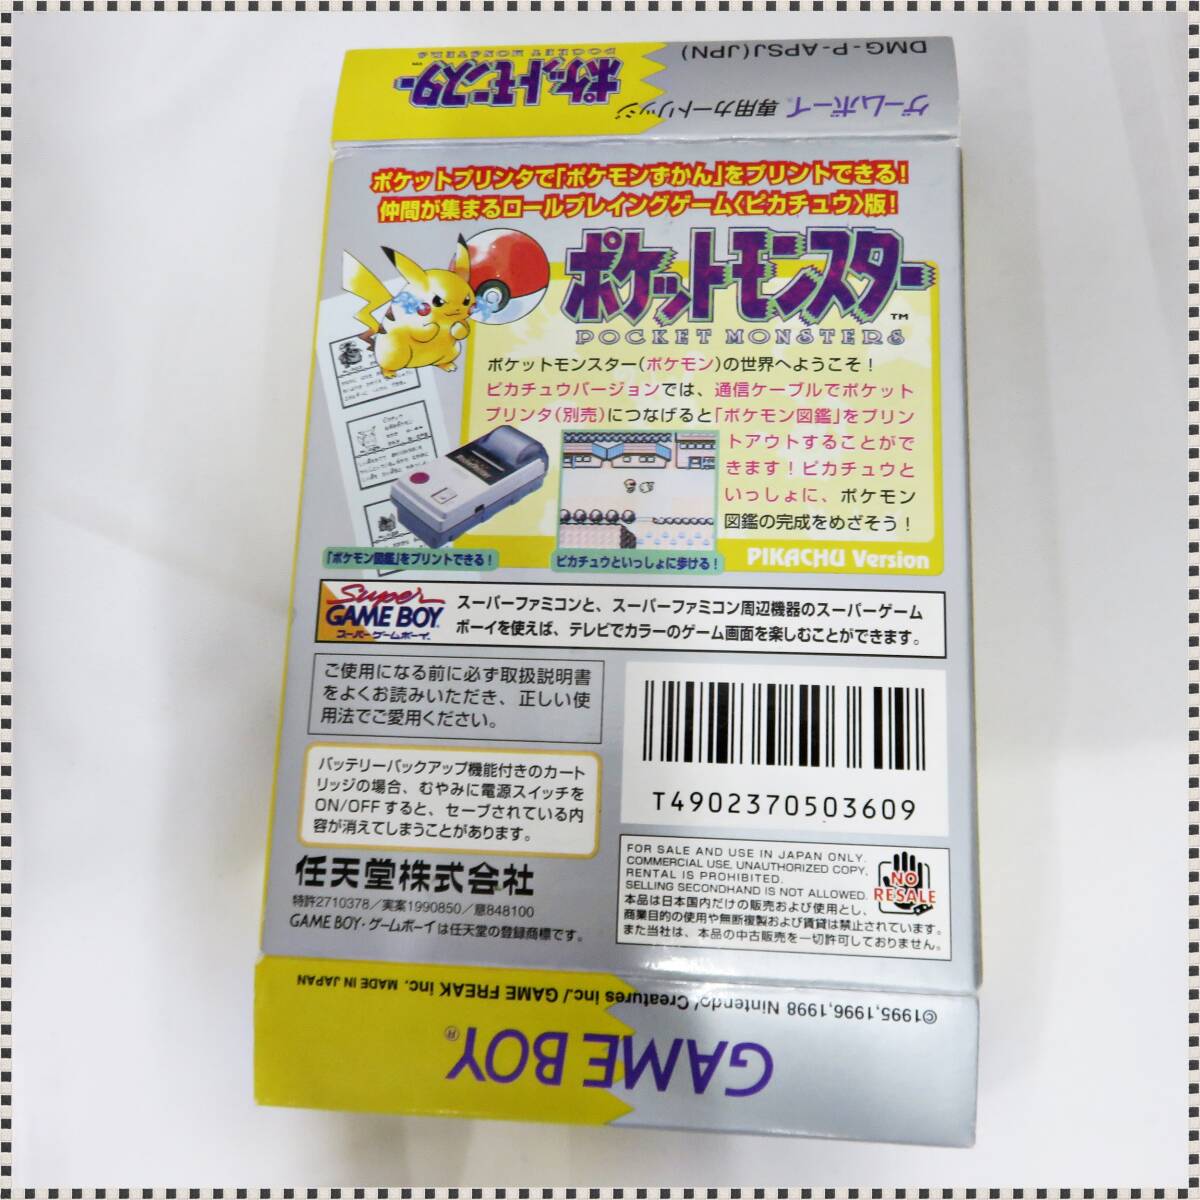 DMG-P-APSJ(JPN)
ゲームボーイ専用カートリッジ
ポケットモンスター
POCKET MONSTERS
ポケットプリンタで「ポケモンずかん」をプリントできる!
仲間が集まるロールプレイングゲーム〈ピカチュウ〉版!
ポケットモンスター™
POCKET MONSTERS
ポケットモンスター(ポケモン)の世界へようこそ!
ピカチュウバージョンでは、通信ケーブルでポケット
プリンタ(別売)につなげると「ポケモン図鑑」をプリン
トアウトすることがで
きます!ピカチュウと
いっしょに、ポケモン
図鑑の完成をめざそう!
「ポケモン図鑑」をプリントできる!
ピカチュウといっしょに歩ける!
PIKACHU Version
Super
GAME BOY
スーパーゲームボーイ
スーパーファミコンと、スーパーファミコン周辺機器のスーパーゲーム
ボーイを使えば、テレビでカラーのゲーム画面を楽しむことができます。
ご使用になる前に必ず取扱説明書
をよくお読みいただき、正しい使
用法でご愛用ください。
バッテリーバックアップ機能付きのカート
リッジの場合、むやみに電源スイッチを
ON/OFFすると、セーブされている内
容が消えてしまうことがあります。
T4902370503609
任天堂株式会社
特許2710378/実案1990850/意848100
GAME BOY・ゲームボーイは任天堂の登録商標です。
FOR SALE AND USE IN JAPAN ONLY.
COMMERCIAL USE, UNAUTHORIZED COPY,
RENTAL IS PROHIBITED.
SELLING SECONDHAND IS NOT ALLOWED.
本品は日本国内だけの販売および使用とし、
商業目的の使用や無断複製および賃貸は禁止されています。
また当社は、本品の中古販売を一切許可しておりません。
NO
RESALE
©1995,1996,1998 Nintendo/Creatures inc./GAME FREAK inc. MADE IN JAPAN
GAME BOY®